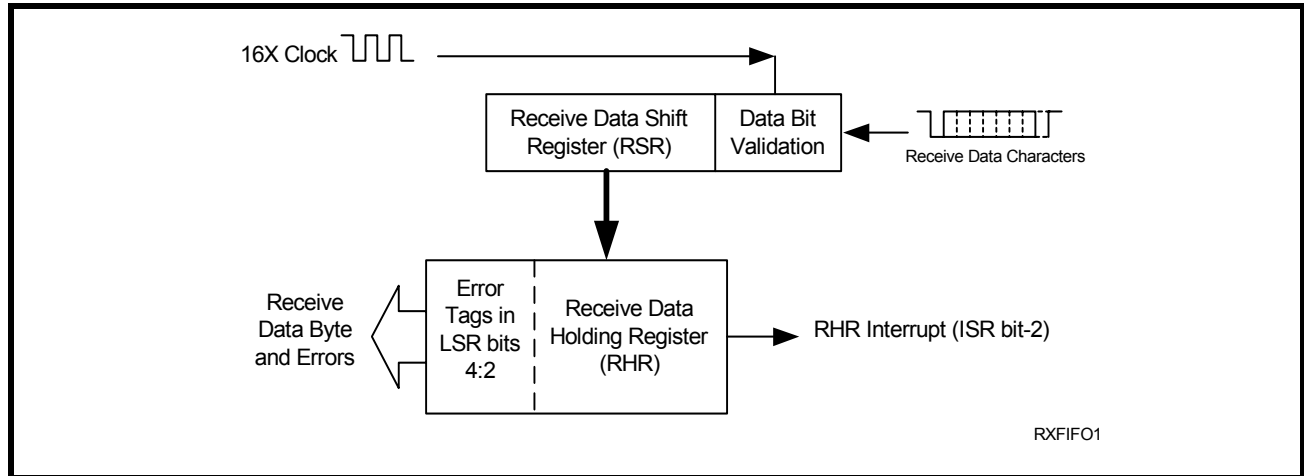 16X Clock
Receive Data Shift
Register (RSR)
Data Bit
Validation
Receive Data Characters
Receive
Data Byte
and Errors
Error
Tags in
LSR bits
4:2
Receive Data
Holding Register
(RHR)
RHR Interrupt (ISR bit-2)
RXFIFO1